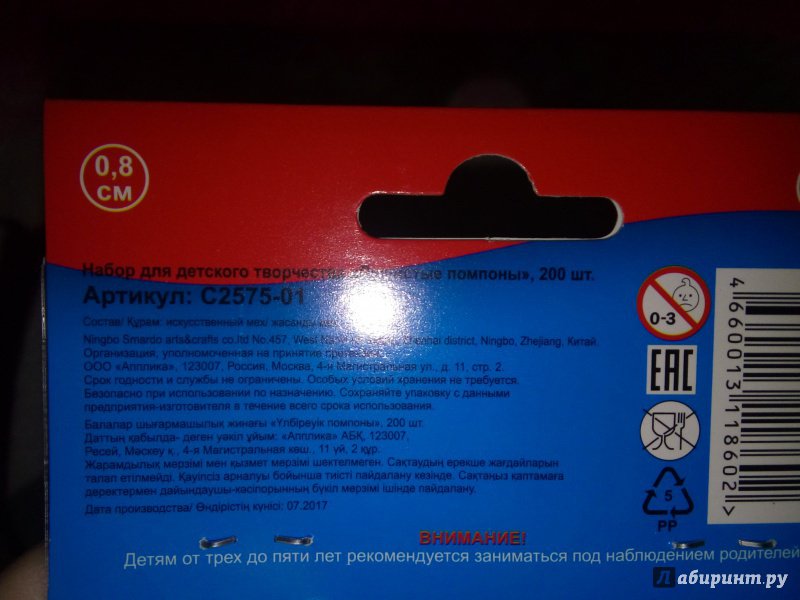 0,8
см
Набор для детского творчества помпоны», 200 шт.
Артикул: С2575-01
Состав/ Құрам: искусственный мех/
Ningbo Smardo arts&crafts co.ltd No.457, West district, Ningbo, Zhejiang, Китай.
Организация, уполномоченная на принятие
ООО «Апплика», 123007, Россия, Москва, 4-я Магистральная ул., д. 11, стр. 2.
Срок годности и службы не ограничены. Особых условий хранения не требуется.
Безопасно при использовании по назначению. Сохраняйте упаковку с данными
предприятия-изготовителя в течение всего срока использования.
Балалар шығармашылық жинағы «Үлбіреуік помпоны», 200 шт.
Даттың қабылда- деген уәкіл ұйым: «Апплика» АБҚ, 123007,
Ресей, Мәскеу қ., 4-я Магистральная көш., 11 үй, 2 құр.
Жарамдылық мерзімі мен қызмет мерзімі шектелмеген. Сақтаудың ерекше жағдайларын
талап етілмейді. Қауіпсіз арналуы бойынша тиісті пайдалану кезінде. Сақтаңыз қаптамаға
деректермен дайындаушы-кәсіпорынның бүкіл мерзімі ішінде пайдалану.
Дата производства/ Өндірістің күнісі: 07.2017
0-3
EAC
5
PP
4 660013 118602 >
ВНИМАНИЕ!
Детям от трех до пяти лет рекомендуется заниматься под наблюдением родителей
Лабиринт.ру